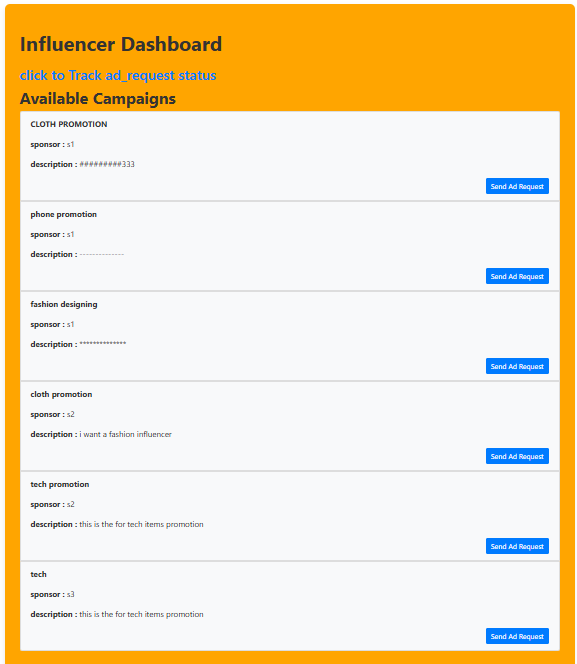 Influencer Dashboard
click to Track ad_request status
Available Campaigns
CLOTH PROMOTION
sponsor : s1
description : #########333
Send Ad Request
phone promotion
sponsor : s1
description : ---------------
Send Ad Request
fashion designing
sponsor : s1
description : **************
Send Ad Request
cloth promotion
sponsor : s2
description : i want a fashion influencer
Send Ad Request
tech promotion
sponsor : s2
description : this is the for tech items promotion
Send Ad Request
tech
sponsor : s3
description : this is the for tech items promotion
Send Ad Request